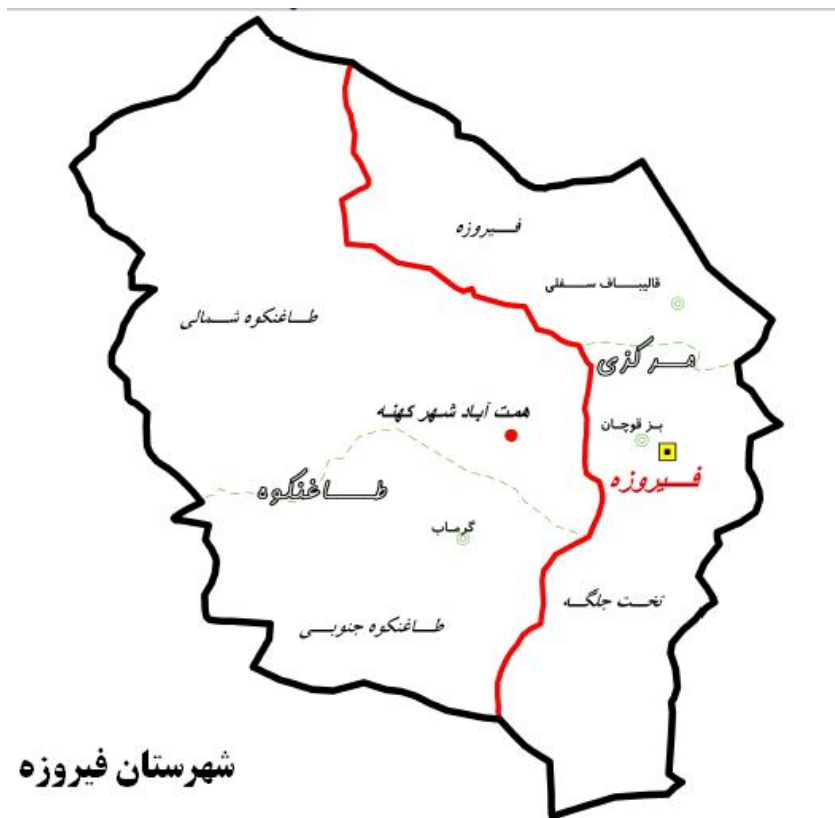 فیروزه
قالیباف سفلی
طاغنکوه شمالی
مرکزی
همت آباد شهر کهنه
بزقوچان
فیروزه
طاغنکوه
گرماب
تخت جلگه
طاغنکوه جنوبی
شهرستان فیروزه